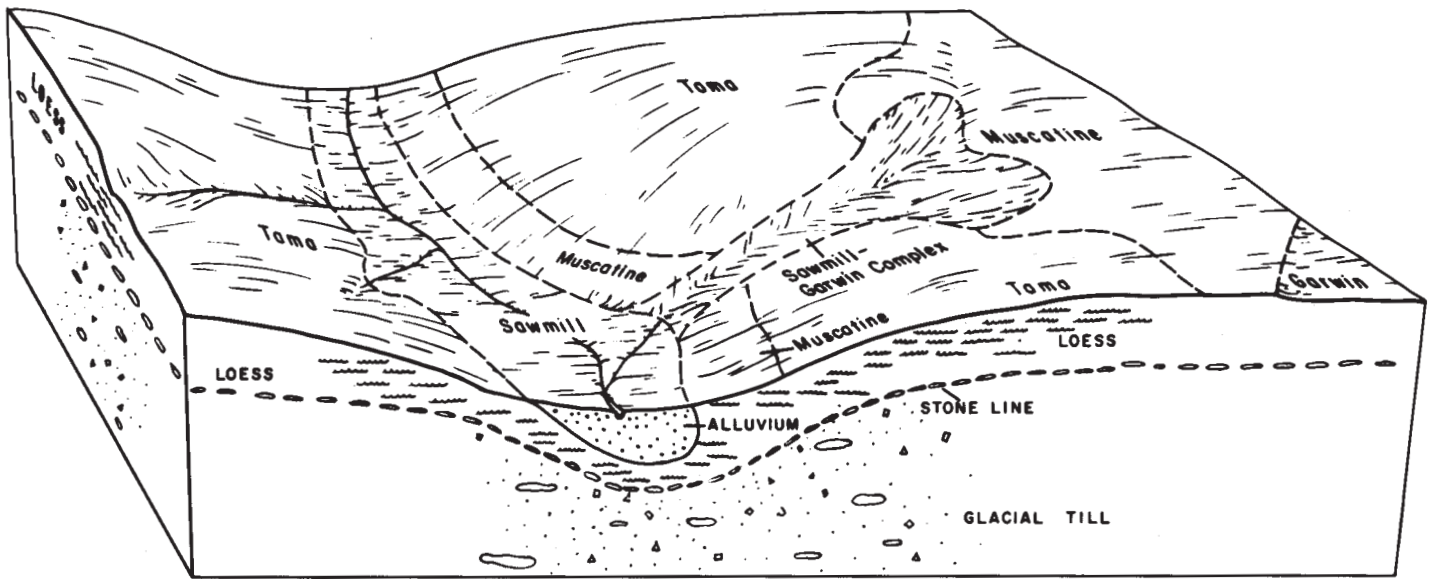 LOESS
Tama
Muscatine
Tama
Muscatine
Sawmill-
Garwin Complex
Tama
Garwin
Sawmill
Muscatine
LOESS
LOESS
STONE LINE
ALLUVIUM
GLACIAL TILL